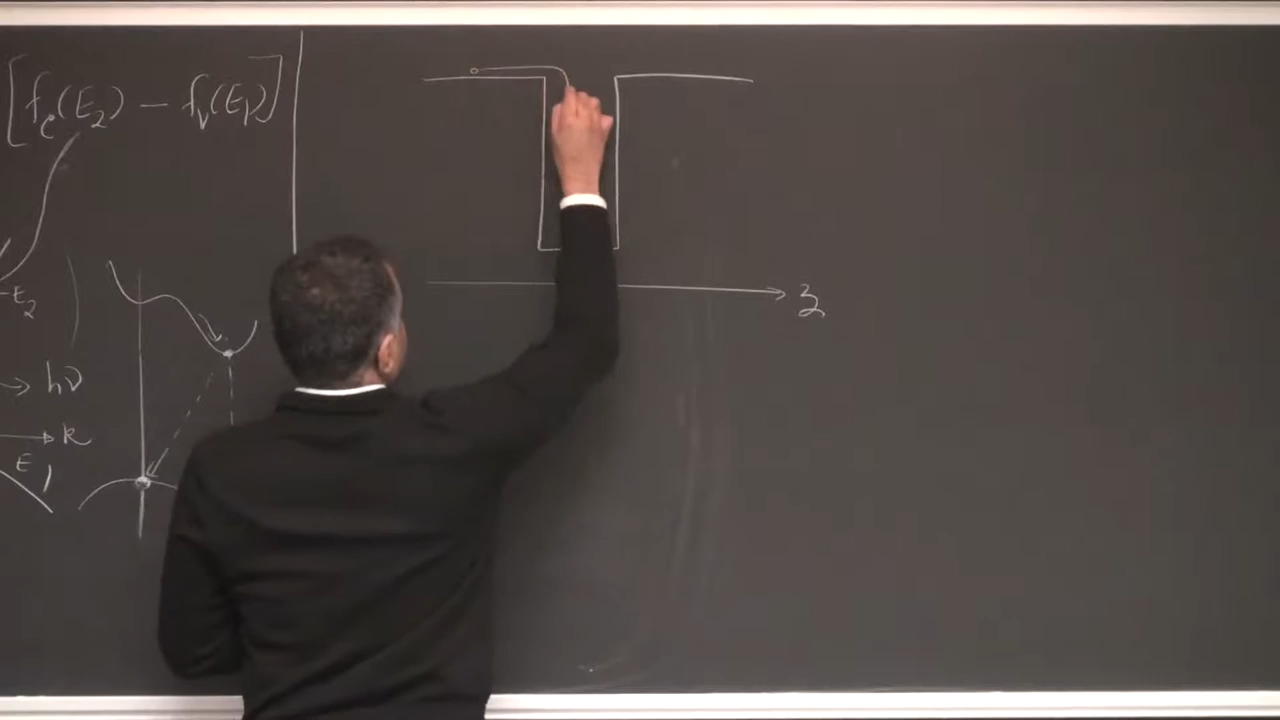 [f_c(E_2) - f_v(E_1)]
E_2
→ hν
k
E_1
z